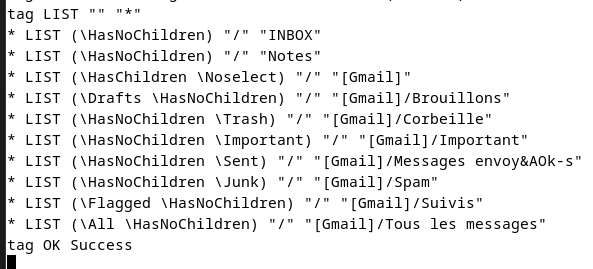 tag LIST "" "*"
* LIST (\HasNoChildren) "/" "INBOX"
* LIST (\HasNoChildren) "/" "Notes"
* LIST (\HasChildren \Noselect) "/" "[Gmail]"
* LIST (\Drafts \HasNoChildren) "/" "[Gmail]/Brouillons"
* LIST (\HasNoChildren \Trash) "/" "[Gmail]/Corbeille"
* LIST (\HasNoChildren \Important) "/" "[Gmail]/Important"
* LIST (\HasNoChildren \Sent) "/" "[Gmail]/Messages envoy&AOk-s"
* LIST (\HasNoChildren \Junk) "/" "[Gmail]/Spam"
* LIST (\Flagged \HasNoChildren) "/" "[Gmail]/Suivis"
* LIST (\All \HasNoChildren) "/" "[Gmail]/Tous les messages"
tag OK Success